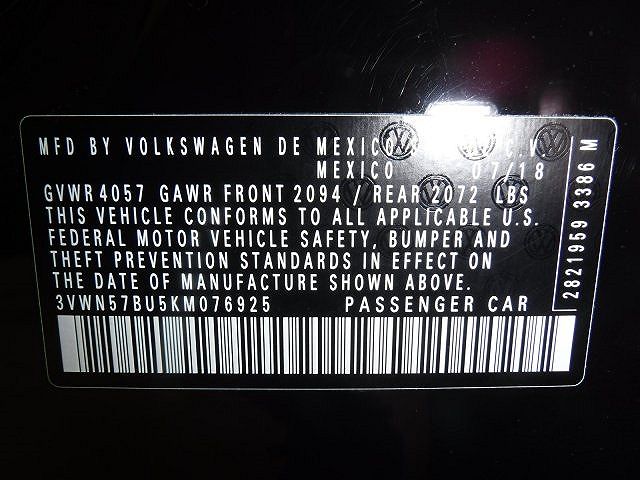 MFD BY VOLKSWAGEN DE MEXICO C.V.
MEXICO 07/18
GVWR 4057 GAWR FRONT 2094 / REAR 2072 LBS
THIS VEHICLE CONFORMS TO ALL APPLICABLE U.S.
FEDERAL MOTOR VEHICLE SAFETY, BUMPER AND
THEFT PREVENTION STANDARDS IN EFFECT ON
THE DATE OF MANUFACTURE SHOWN ABOVE.
3VWN57BU5KM076925 PASSENGER CAR
2821959 3386 M